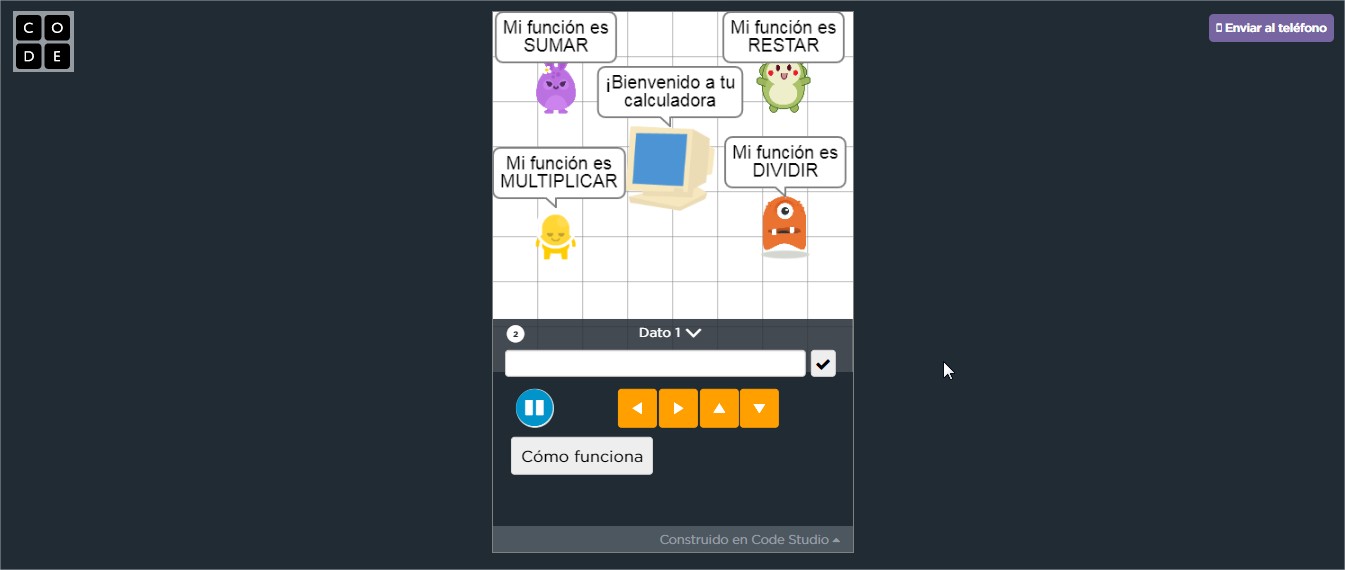 C O
D E
Enviar al teléfono
Mi función es
SUMAR
Mi función es
RESTAR
¡Bienvenido a tu
calculadora
Mi función es
MULTIPLICAR
Mi función es
DIVIDIR
2
Dato 1
Cómo funciona
Construido en Code Studio